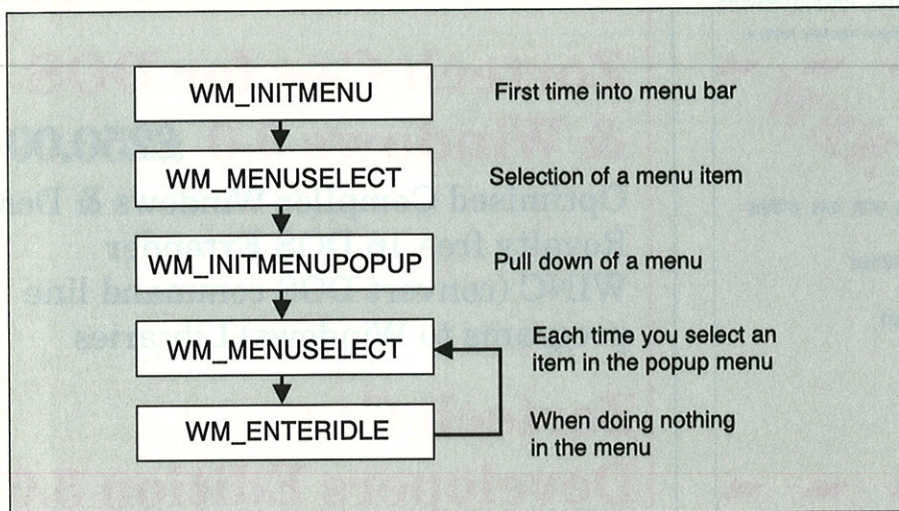 WM_INITMENU
First time into menu bar
WM_MENUSELECT
Selection of a menu item
WM_INITMENUPOPUP
Pull down of a menu
WM_MENUSELECT
Each time you select an
item in the popup menu
WM_ENTERIDLE
When doing nothing
in the menu